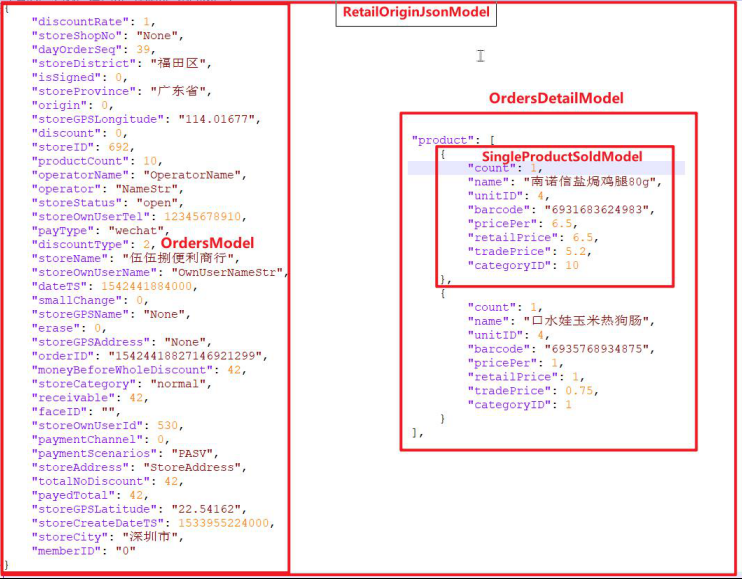 {
"discountRate": 1,
"storeShopNo": "None",
"dayOrderSeq": 39,
"storeDistrict": "福田区",
"isSigned": 0,
"storeProvince": "广东省",
"origin": 0,
"storeGPSLongitude": "114.01677",
"discount": 0,
"storeID": 692,
"productCount": 10,
"operatorName": "OperatorName",
"operator": "NameStr",
"storeStatus": "open",
"storeOwnUserTel": 12345678910,
"payType": "wechat",
"discountType": 2,
OrdersModel
"storeName": "伍伍捌便利商行",
"storeOwnUserName": "OwnUserNameStr",
"dateTS": 1542441884000,
"smallChange": 0,
"storeGPSName": "None",
"erase": 0,
"storeGPSAddress": "None",
"orderID": "15424418827146921299",
"moneyBeforeWholeDiscount": 42,
"storeCategory": "normal",
"receivable": 42,
"faceID": "",
"storeOwnUserId": 530,
"paymentChannel": 0,
"paymentScenarios": "PASV",
"storeAddress": "StoreAddress",
"totalNoDiscount": 42,
"payedTotal": 42,
"storeGPSLatitude": "22.54162",
"storeCreateDateTS": 1533955224000,
"storeCity": "深圳市",
"memberID": "0"
}
RetailOriginJsonModel
OrdersDetailModel
"product": [
{
SingleProductSoldModel
"count": 1,
"name": "南诺信盐焗鸡腿80g",
"unitID": 4,
"barcode": "6931683624983",
"pricePer": 6.5,
"retailPrice": 6.5,
"tradePrice": 5.2,
"categoryID": 10
},
{
"count": 1,
"name": "口水娃玉米热狗肠",
"unitID": 4,
"barcode": "6935768934875",
"pricePer": 1,
"retailPrice": 1,
"tradePrice": 0.75,
"categoryID": 1
}
],